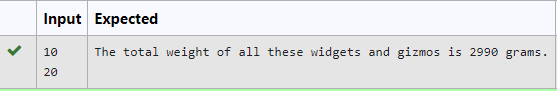 Input Expected
10 The total weight of all these widgets and gizmos is 2990 grams.
20